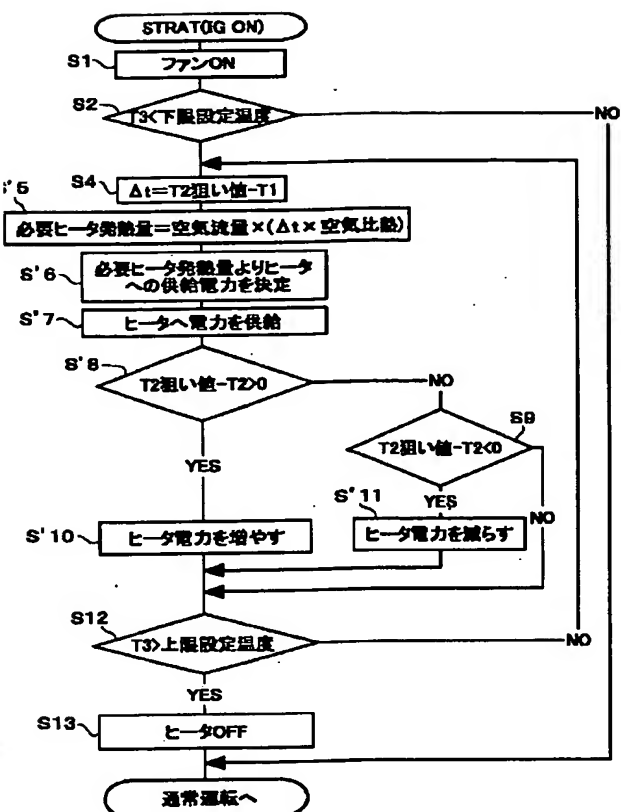 STRAT(IG ON)
S1
ファンON
S2
T3<下限設定温度
NO
S4
Δt=T2狙い値-T1
S'5
必要ヒータ発熱量=空気流量×(Δt×空気比熱)
S'6
必要ヒータ発熱量よりヒータ
への供給電力を決定
S'7
ヒータへ電力を供給
S'8
T2狙い値-T2>0
NO
S9
T2狙い値-T2<0
YES
S'11
YES
NO
S'10
ヒータ電力を増やす
ヒータ電力を減らす
S12
T3>上限設定温度
NO
YES
S13
ヒータOFF
通常運転へ